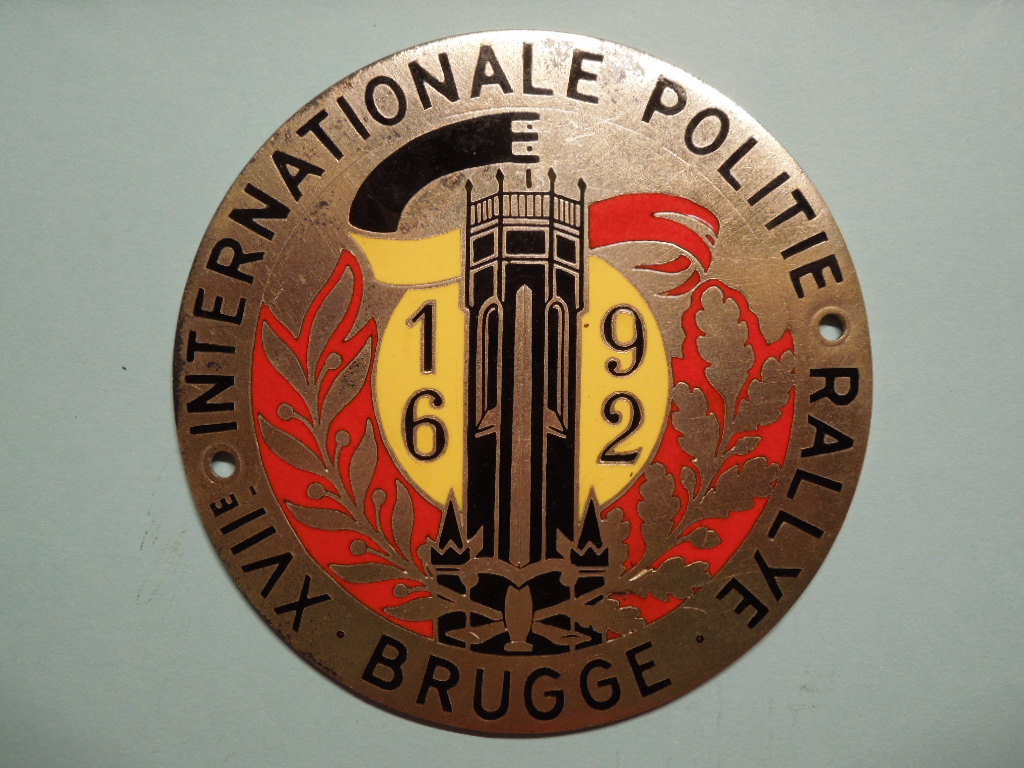 XVIIE INTERNATIONALE POLITIE RALLYE
· BRUGGE ·
1 9
6 2